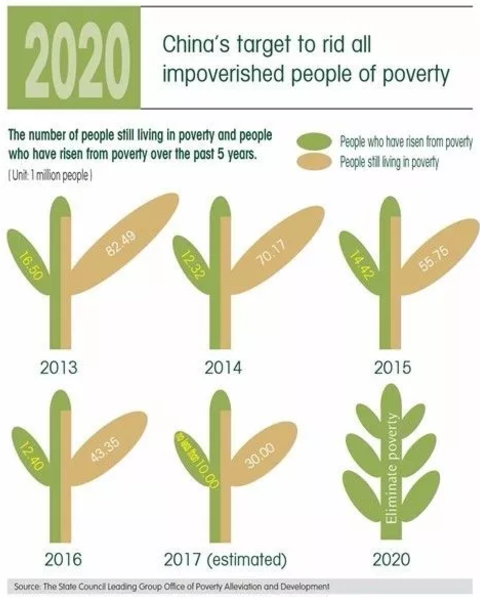 2020
China's target to rid all
impoverished people of poverty
The number of people still living in poverty and people
who have risen from poverty over the past 5 years.
( Unit: 1 million people )
People who have risen from poverty
People still living in poverty
16.50
82.49
2013
12.32
70.17
2014
14.42
55.75
2015
12.40
43.35
2016
no less than 10.00
30.00
2017 (estimated)
Eliminate poverty
2020
Source: The State Council Leading Group Office of Poverty Alleviation and Development